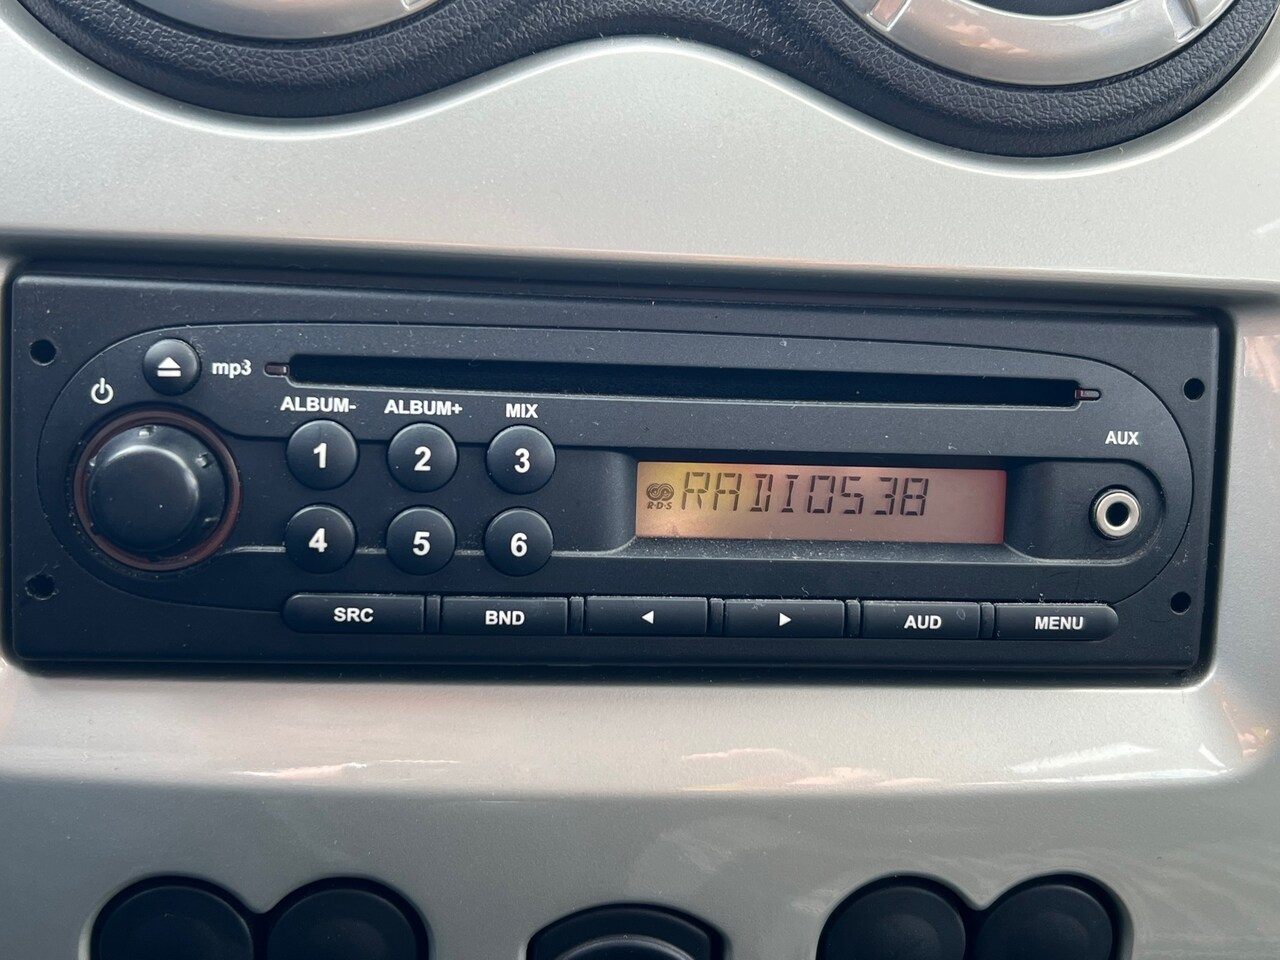 mp3
ALBUM- ALBUM+ MIX
1 2 3
AUX
R·D·S RADIO538
4 5 6
SRC BND AUD MENU